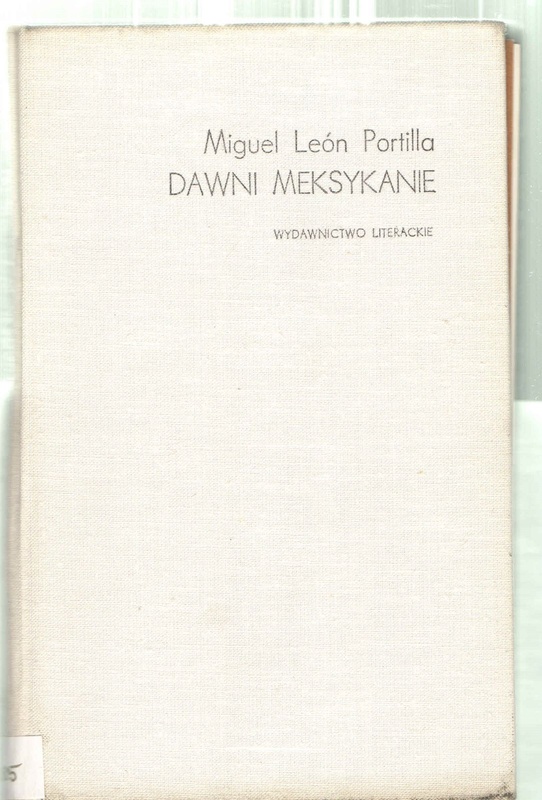 Miguel León Portilla
DAWNI MEKSYKANIE
WYDAWNICTWO LITERACKIE